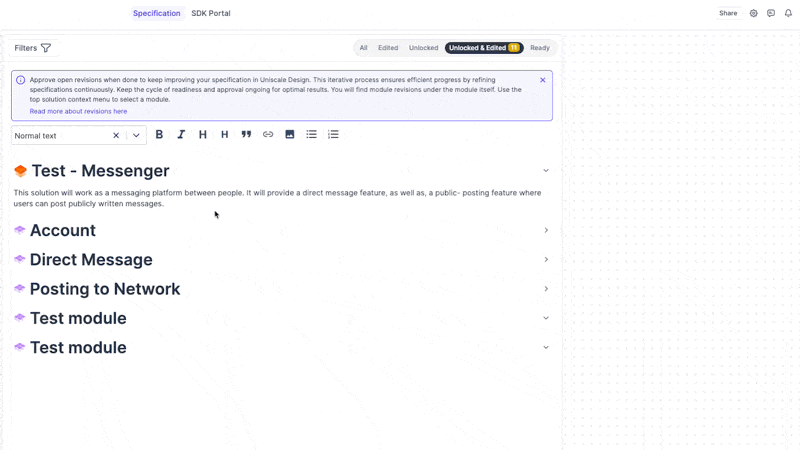 Specification SDK Portal Share
Filters All Edited Unlocked Unlocked & Edited 11 Ready
Approve open revisions when done to keep improving your specification in Uniscale Design. This iterative process ensures efficient progress by refining
specifications continuously. Keep the cycle of readiness and approval ongoing for optimal results. You will find module revisions under the module itself. Use the
top solution context menu to select a module.
Read more about revisions here
Normal text B I H H
Test - Messenger
This solution will work as a messaging platform between people. It will provide a direct message feature, as well as, a public- posting feature where
users can post publicly written messages.
Account
Direct Message
Posting to Network
Test module
Test module